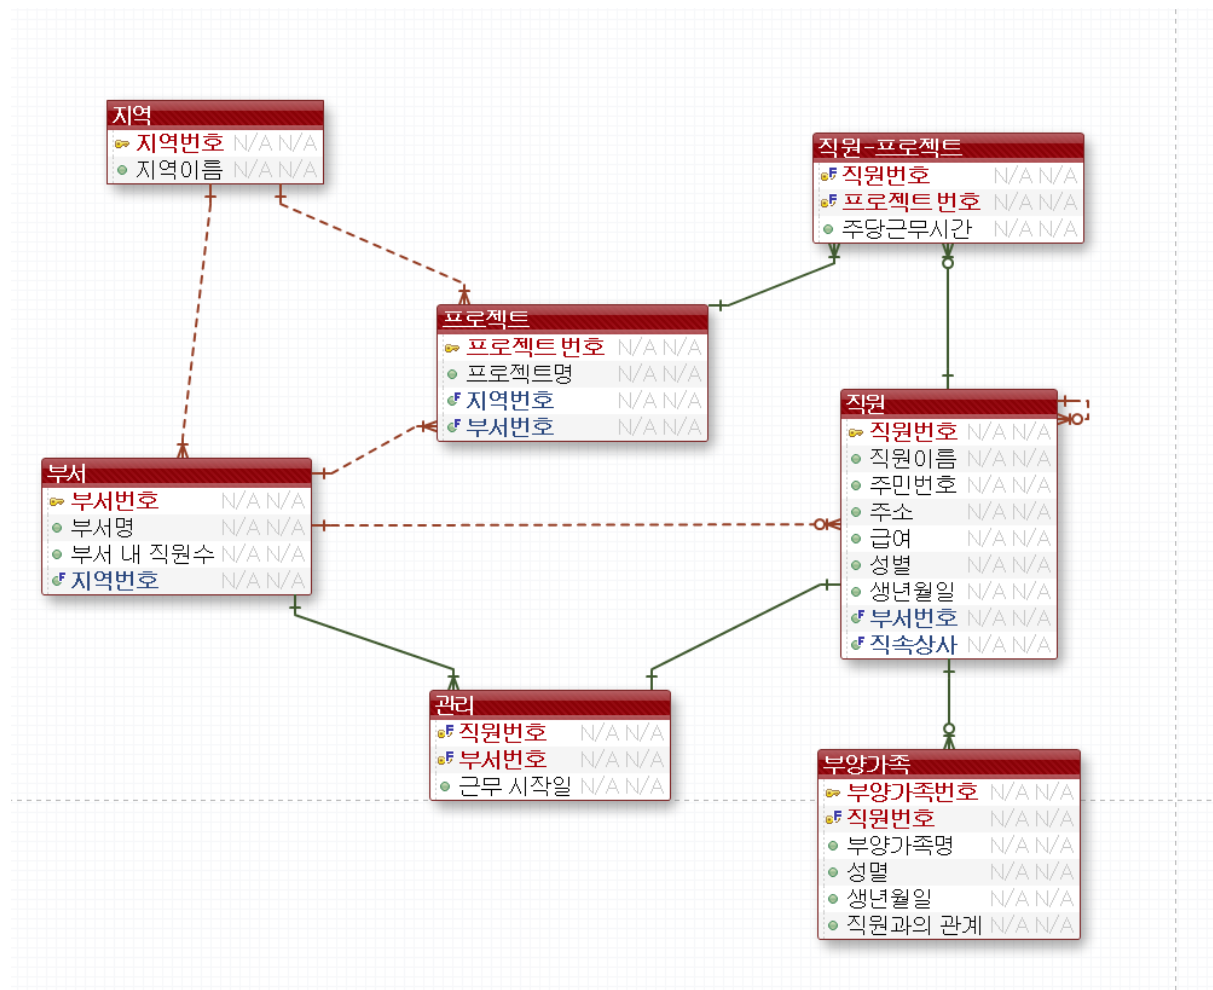 지역
지역번호 N/A N/A
지역이름 N/A N/A
직원-프로젝트
직원번호 N/A N/A
프로젝트 번호 N/A N/A
주당근무시간 N/A N/A
프로젝트
프로젝트 번호 N/A N/A
프로젝트명 N/A N/A
지역번호 N/A N/A
부서번호 N/A N/A
직원
직원번호 N/A N/A
직원이름 N/A N/A
주민번호 N/A N/A
주소 N/A N/A
급여 N/A N/A
성별 N/A N/A
생년월일 N/A N/A
부서번호 N/A N/A
직속상사 N/A N/A
부서
부서번호 N/A N/A
부서명 N/A N/A
부서 내 직원수 N/A N/A
지역번호 N/A N/A
관리
직원번호 N/A N/A
부서번호 N/A N/A
근무 시작일 N/A N/A
부양가족
부양가족번호 N/A N/A
직원번호 N/A N/A
부양가족명 N/A N/A
성멸 N/A N/A
생년월일 N/A N/A
직원과의 관계 N/A N/A